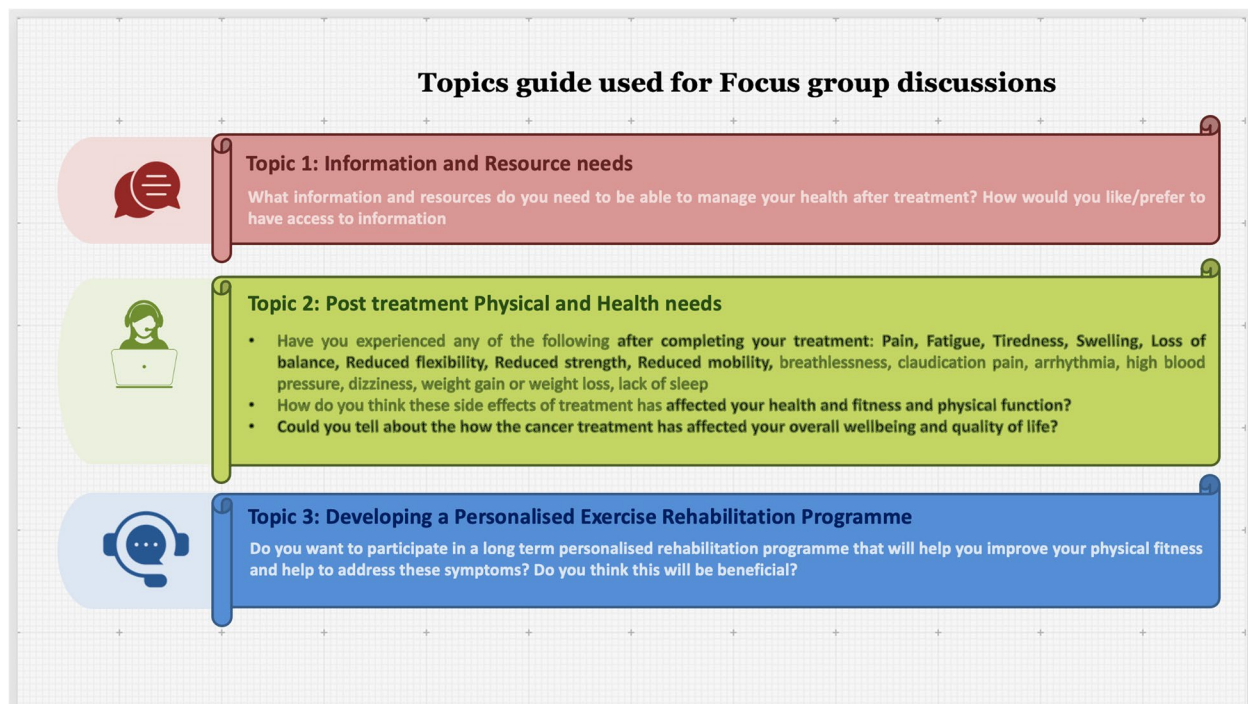 Topics guide used for Focus group discussions
Topic 1: Information and Resource needs
What information and resources do you need to be able to manage your health after treatment? How would you like/prefer to
have access to information
Topic 2: Post treatment Physical and Health needs
• Have you experienced any of the following after completing your treatment: Pain, Fatigue, Tiredness, Swelling, Loss of
balance, Reduced flexibility, Reduced strength, Reduced mobility, breathlessness, claudication pain, arrhythmia, high blood
pressure, dizziness, weight gain or weight loss, lack of sleep
• How do you think these side effects of treatment has affected your health and fitness and physical function?
• Could you tell about the how the cancer treatment has affected your overall wellbeing and quality of life?
Topic 3: Developing a Personalised Exercise Rehabilitation Programme
Do you want to participate in a long term personalised rehabilitation programme that will help you improve your physical fitness
and help to address these symptoms? Do you think this will be beneficial?